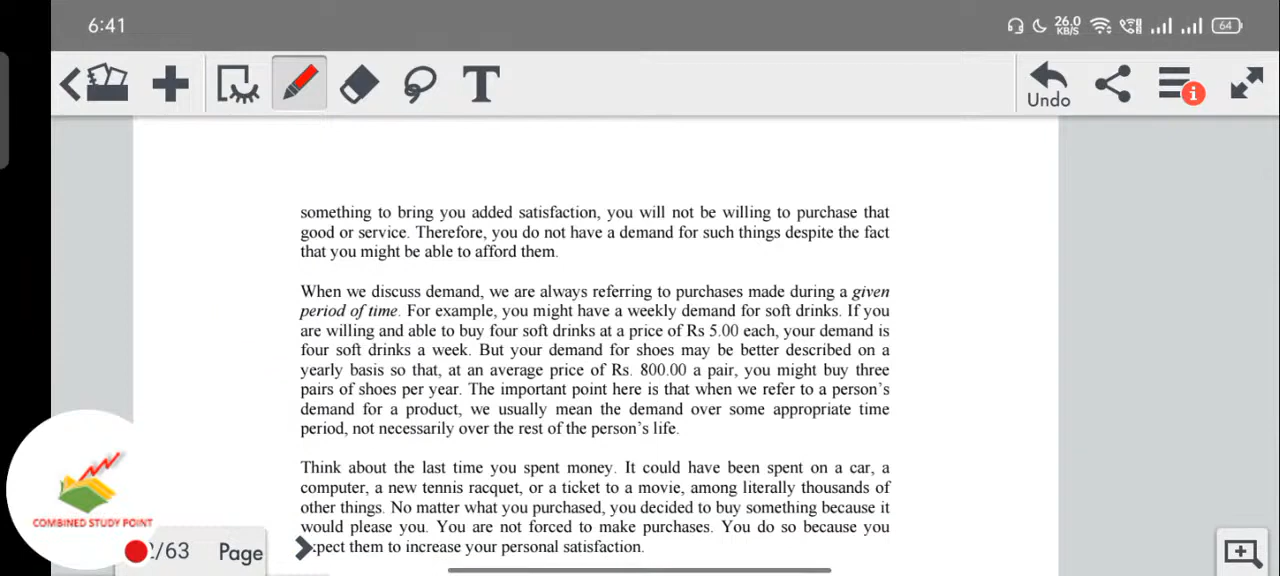 6:41
26.0
KB/S
64
T
Undo
something to bring you added satisfaction, you will not be willing to purchase that
good or service. Therefore, you do not have a demand for such things despite the fact
that you might be able to afford them.
When we discuss demand, we are always referring to purchases made during a given
period of time. For example, you might have a weekly demand for soft drinks. If you
are willing and able to buy four soft drinks at a price of Rs 5.00 each, your demand is
four soft drinks a week. But your demand for shoes may be better described on a
yearly basis so that, at an average price of Rs. 800.00 a pair, you might buy three
pairs of shoes per year. The important point here is that when we refer to a person's
demand for a product, we usually mean the demand over some appropriate time
period, not necessarily over the rest of the person's life.
Think about the last time you spent money. It could have been spent on a car, a
computer, a new tennis racquet, or a ticket to a movie, among literally thousands of
other things. No matter what you purchased, you decided to buy something because it
would please you. You are not forced to make purchases. You do so because you
them to increase your personal satisfaction.
COMBINED STUDY POINT
2/63 Page